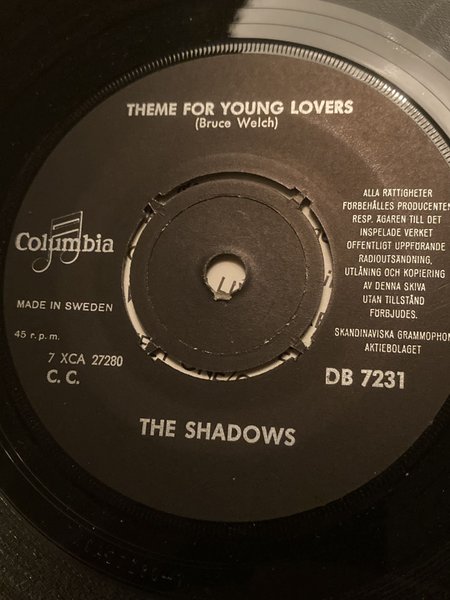 THEME FOR YOUNG LOVERS
(Bruce Welch)
Columbia
MADE IN SWEDEN
45 r.p.m.
7 XCA 27280
C. C.
ALLA RÄTTIGHETER
FÖRBEHÅLLES PRODUCENTEN
RESP. ÄGAREN TILL DET
INSPELADE VERKET
OFFENTLIGT UPPFÖRANDE
RADIOUTSÄNDNING,
UTLÅNING OCH KOPIERING
AV DENNA SKIVA
UTAN TILLSTÅND
FÖRBJUDES.
SKANDINAVISKA GRAMMOPHON
AKTIEBOLAGET
DB 7231
THE SHADOWS